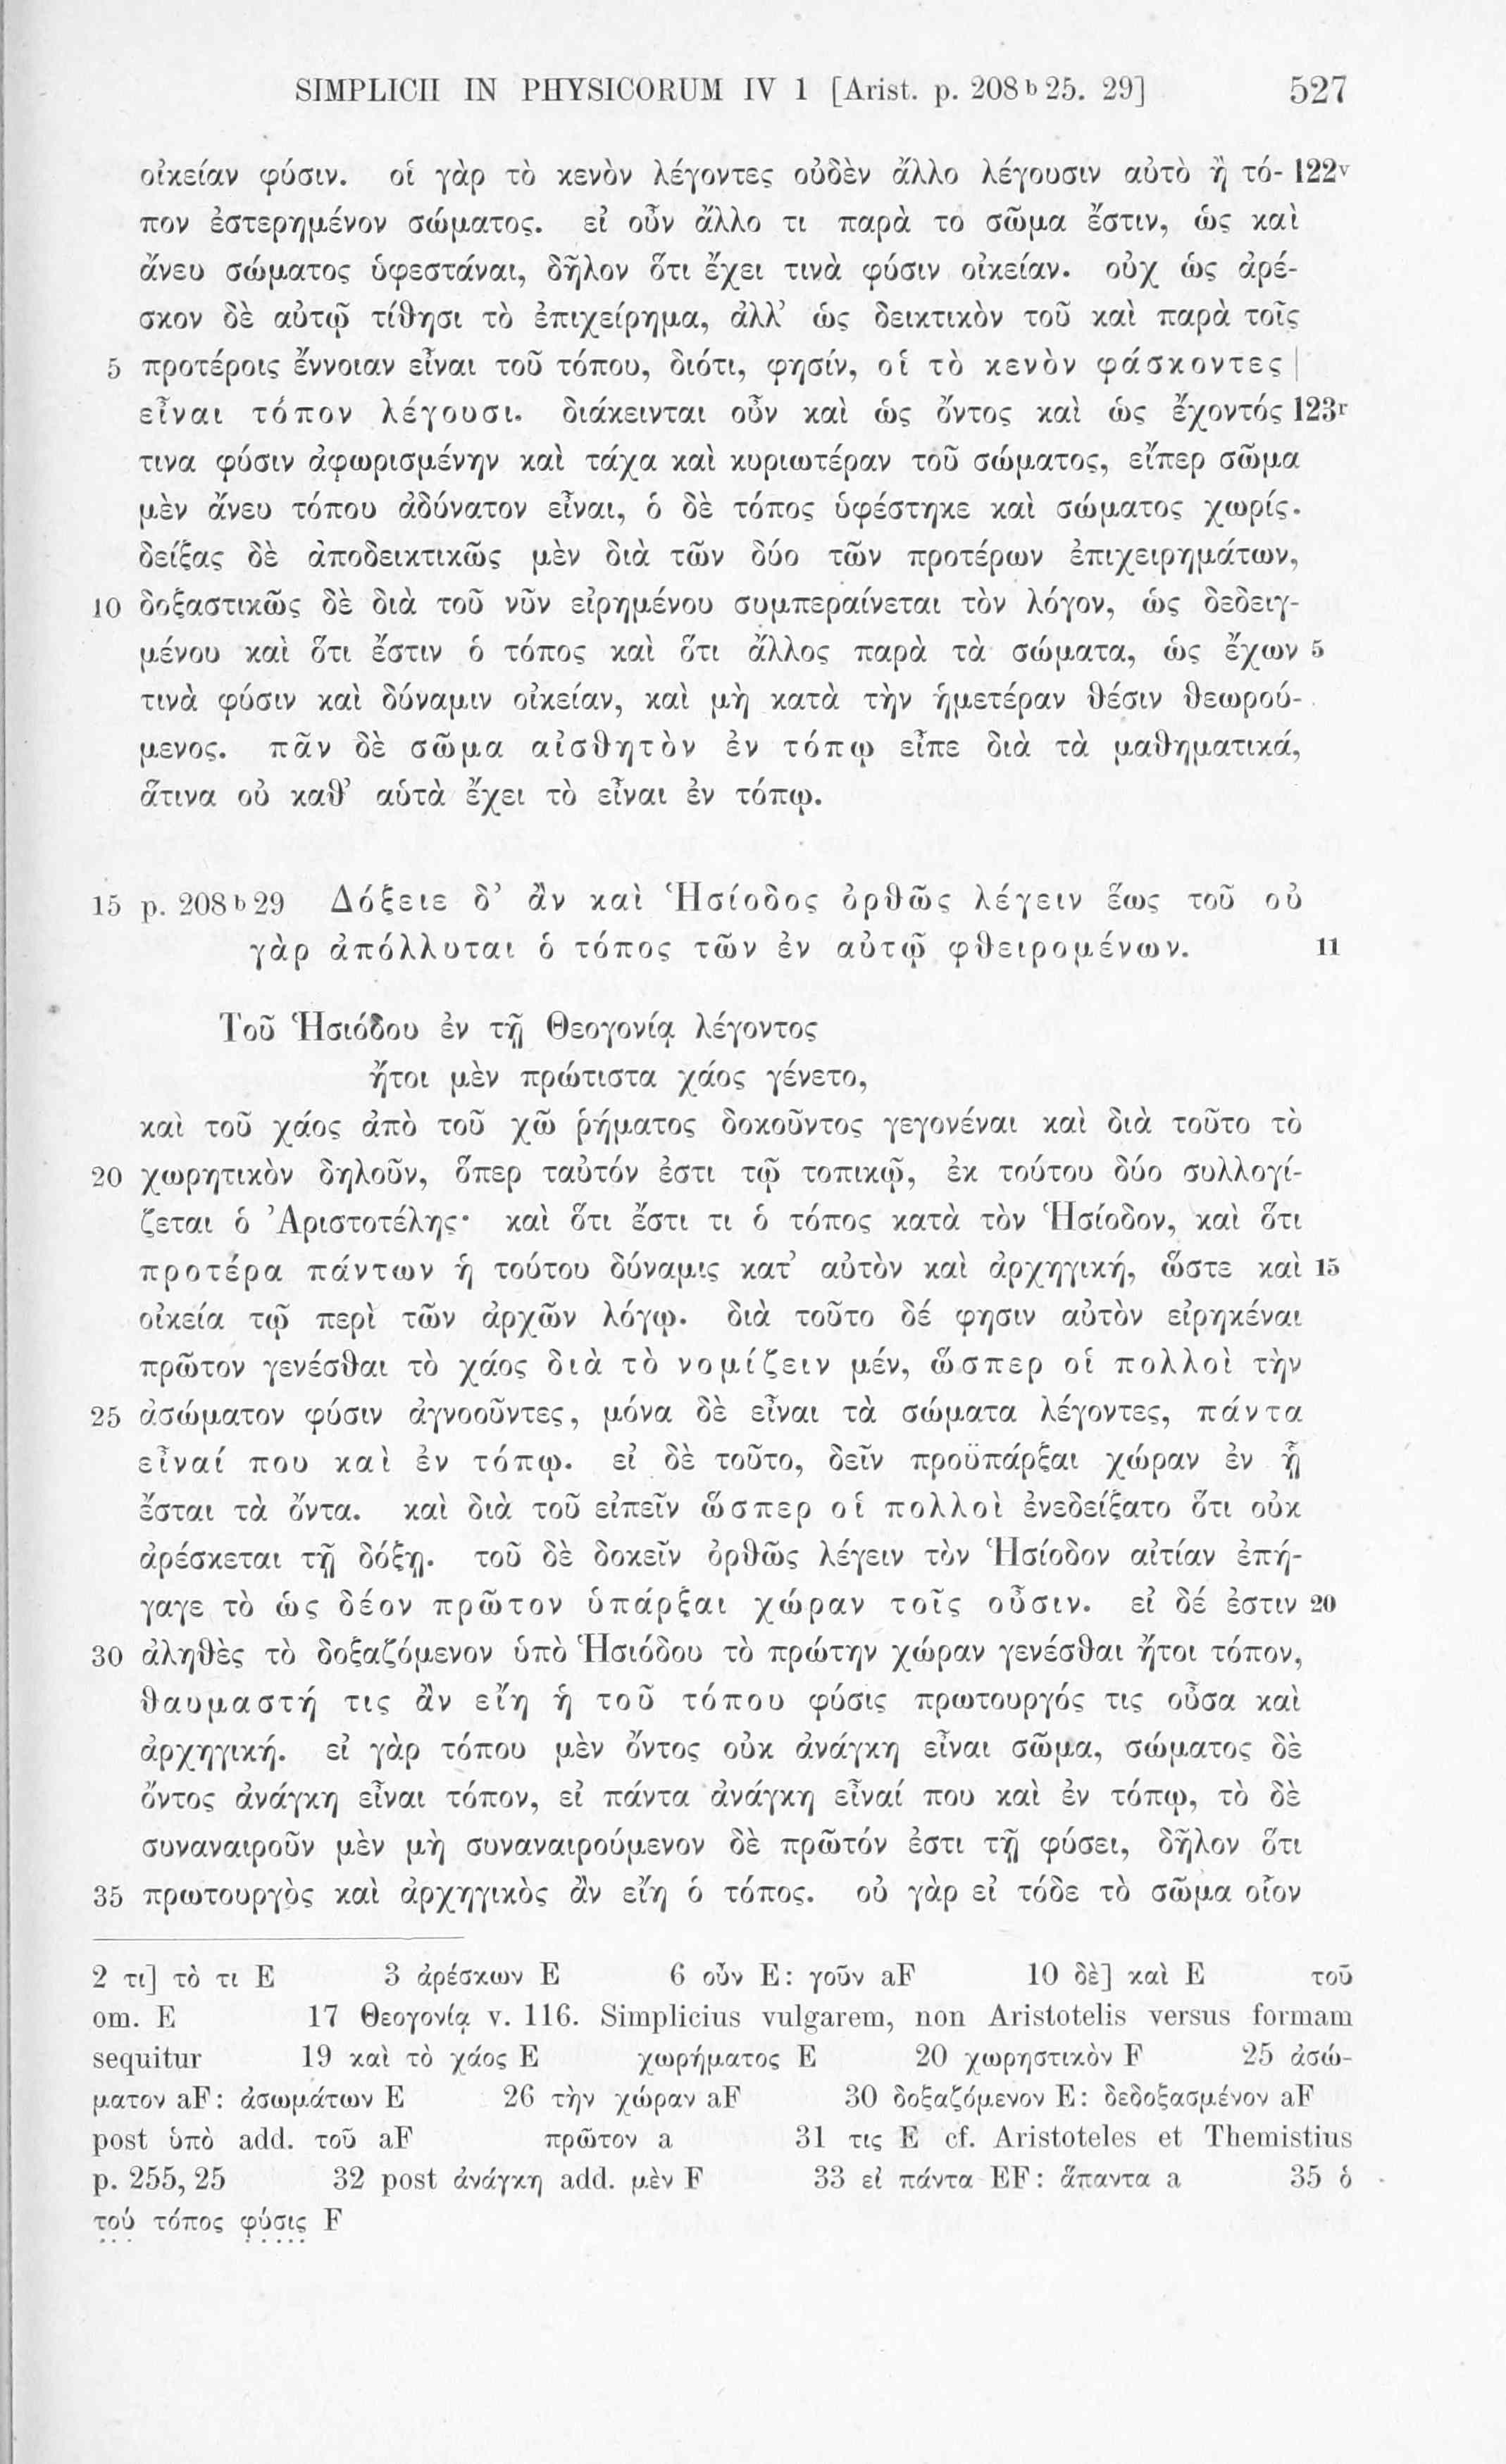 SIMPLICII IN PHYSICORUM IV 1 [Arist. p. 208ᵇ25. 29] 527
οἰκείαν φύσιν. οἱ γὰρ τὸ κενὸν λέγοντες οὐδὲν ἄλλο λέγουσιν αὐτὸ ἢ τό- 122ᵛ
πον ἐστερημένον σώματος. εἰ οὖν ἄλλο τι παρὰ το σῶμα ἔστιν, ὡς καὶ
ἄνευ σώματος ὑφεστάναι, δῆλον ὅτι ἔχει τινὰ φύσιν οἰκείαν. οὐχ ὡς ἀρέ-
σκον δὲ αὐτῷ τίθησι τὸ ἐπιχείρημα, ἀλλ’ ὡς δεικτικὸν τοῦ καὶ παρὰ τοῖς
5 προτέροις ἔννοιαν εἶναι τοῦ τόπου, διότι, φησίν, οἱ τὸ κενὸν φάσκοντες |
εἶναι τόπον λέγουσι. διάκεινται οὖν καὶ ὡς ὄντος καὶ ὡς ἔχοντός 123ʳ
τινα φύσιν ἀφωρισμένην καὶ τάχα καὶ κυριωτέραν τοῦ σώματος, εἴπερ σῶμα
μὲν ἄνευ τόπου ἀδύνατον εἶναι, ὁ δὲ τόπος ὑφέστηκε καὶ σώματος χωρίς.
δείξας δὲ ἀποδεικτικῶς μὲν διὰ τῶν δύο τῶν προτέρων ἐπιχειρημάτων,
10 δοξαστικῶς δὲ διὰ τοῦ νῦν εἰρημένου συμπεραίνεται τὸν λόγον, ὡς δεδειγ-
μένου καὶ ὅτι ἔστιν ὁ τόπος καὶ ὅτι ἄλλος παρὰ τὰ σώματα, ὡς ἔχων 5
τινὰ φύσιν καὶ δύναμιν οἰκείαν, καὶ μὴ κατὰ τὴν ἡμετέραν θέσιν θεωρού-
μενος. πᾶν δὲ σῶμα αἰσθητὸν ἐν τόπῳ εἶπε διὰ τὰ μαθηματικά,
ἅτινα οὐ καθ’ αὑτὰ ἔχει τὸ εἶναι ἐν τόπῳ.
15 p. 208ᵇ29 Δόξειε δ’ ἂν καὶ Ἡσίοδος ὀρθῶς λέγειν ἕως τοῦ οὐ
γὰρ ἀπόλλυται ὁ τόπος τῶν ἐν αὐτῷ φθειρομένων. 11
Τοῦ Ἡσιόδου ἐν τῇ Θεογονίᾳ λέγοντος
ἤτοι μὲν πρώτιστα χάος γένετο,
καὶ τοῦ χάος ἀπὸ τοῦ χῶ ῥήματος δοκοῦντος γεγονέναι καὶ διὰ τοῦτο τὸ
20 χωρητικὸν δηλοῦν, ὅπερ ταὐτόν ἐστι τῷ τοπικῷ, ἐκ τούτου δύο συλλογί-
ζεται ὁ Ἀριστοτέλης· καὶ ὅτι ἔστι τι ὁ τόπος κατὰ τὸν Ἡσίοδον, καὶ ὅτι
προτέρα πάντων ἡ τούτου δύναμις κατ’ αὐτὸν καὶ ἀρχηγική, ὥστε καὶ 15
οἰκεία τῷ περὶ τῶν ἀρχῶν λόγῳ. διὰ τοῦτο δέ φησιν αὐτὸν εἰρηκέναι
πρῶτον γενέσθαι τὸ χάος διὰ τὸ νομίζειν μέν, ὥσπερ οἱ πολλοὶ τὴν
25 ἀσώματον φύσιν ἀγνοοῦντες, μόνα δὲ εἶναι τὰ σώματα λέγοντες, πάντα
εἶναί που καὶ ἐν τόπῳ. εἰ δὲ τοῦτο, δεῖν προϋπάρξαι χώραν ἐν ᾗ
ἔσται τὰ ὄντα. καὶ διὰ τοῦ εἰπεῖν ὥσπερ οἱ πολλοὶ ἐνεδείξατο ὅτι οὐκ
ἀρέσκεται τῇ δόξῃ. τοῦ δὲ δοκεῖν ὀρθῶς λέγειν τὸν Ἡσίοδον αἰτίαν ἐπή-
γαγε τὸ ὡς δέον πρῶτον ὑπάρξαι χώραν τοῖς οὖσιν. εἰ δέ ἐστιν 20
30 ἀληθὲς τὸ δοξαζόμενον ὑπὸ Ἡσιόδου τὸ πρώτην χώραν γενέσθαι ἤτοι τόπον,
θαυμαστή τις ἂν εἴη ἡ τοῦ τόπου φύσις πρωτουργός τις οὖσα καὶ
ἀρχηγική. εἰ γὰρ τόπου μὲν ὄντος οὐκ ἀνάγκη εἶναι σῶμα, σώματος δὲ
ὄντος ἀνάγκη εἶναι τόπον, εἰ πάντα ἀνάγκη εἶναί που καὶ ἐν τόπῳ, τὸ δὲ
συναναιροῦν μὲν μὴ συναναιρούμενον δὲ πρῶτόν ἐστι τῇ φύσει, δῆλον ὅτι
35 πρωτουργὸς καὶ ἀρχηγικὸς ἂν εἴη ὁ τόπος. οὐ γὰρ εἰ τόδε τὸ σῶμα οἷον
2 τι] τὸ τι E 3 ἀρέσκων E 6 οὖν E: γοῦν aF 10 δὲ] καὶ E τοῦ
om. E 17 Θεογονίᾳ v. 116. Simplicius vulgarem, non Aristotelis versus formam
sequitur 19 καὶ τὸ χάος E χωρήματος E 20 χωρηστικὸν F 25 ἀσώ-
ματον aF: ἀσωμάτων E 26 τὴν χώραν aF 30 δοξαζόμενον E: δεδοξασμένον aF
post ὑπὸ add. τοῦ aF πρῶτον a 31 τις E cf. Aristoteles et Themistius
p. 255,25 32 post ἀνάγκη add. μὲν F 33 εἰ πάντα EF: ἅπαντα a 35 ὁ
τοῦ τόπος φύσις F